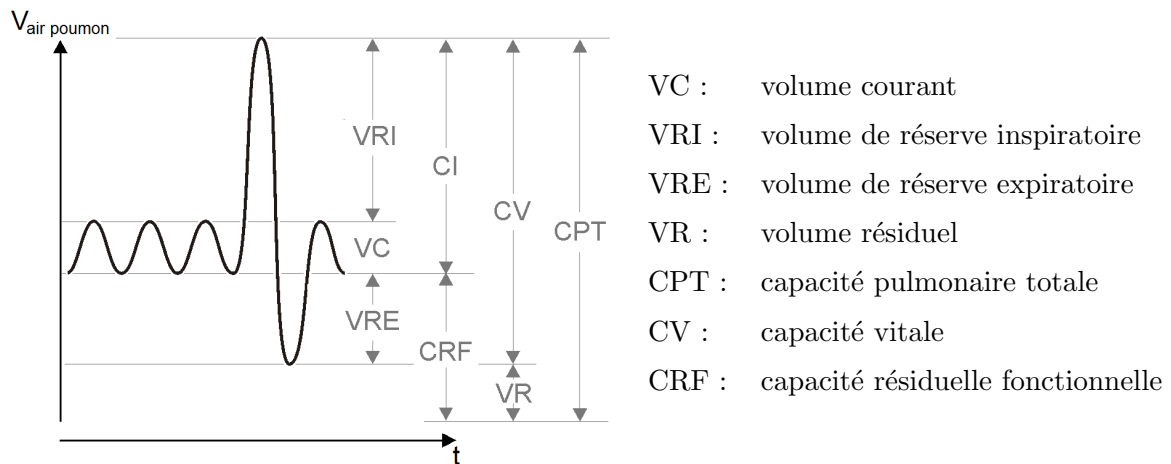 V air poumon
VRI
CI
CV
CPT
VC
VRE
CRF
VR
t
VC : volume courant
VRI : volume de réserve inspiratoire
VRE : volume de réserve expiratoire
VR : volume résiduel
CPT : capacité pulmonaire totale
CV : capacité vitale
CRF : capacité résiduelle fonctionnelle